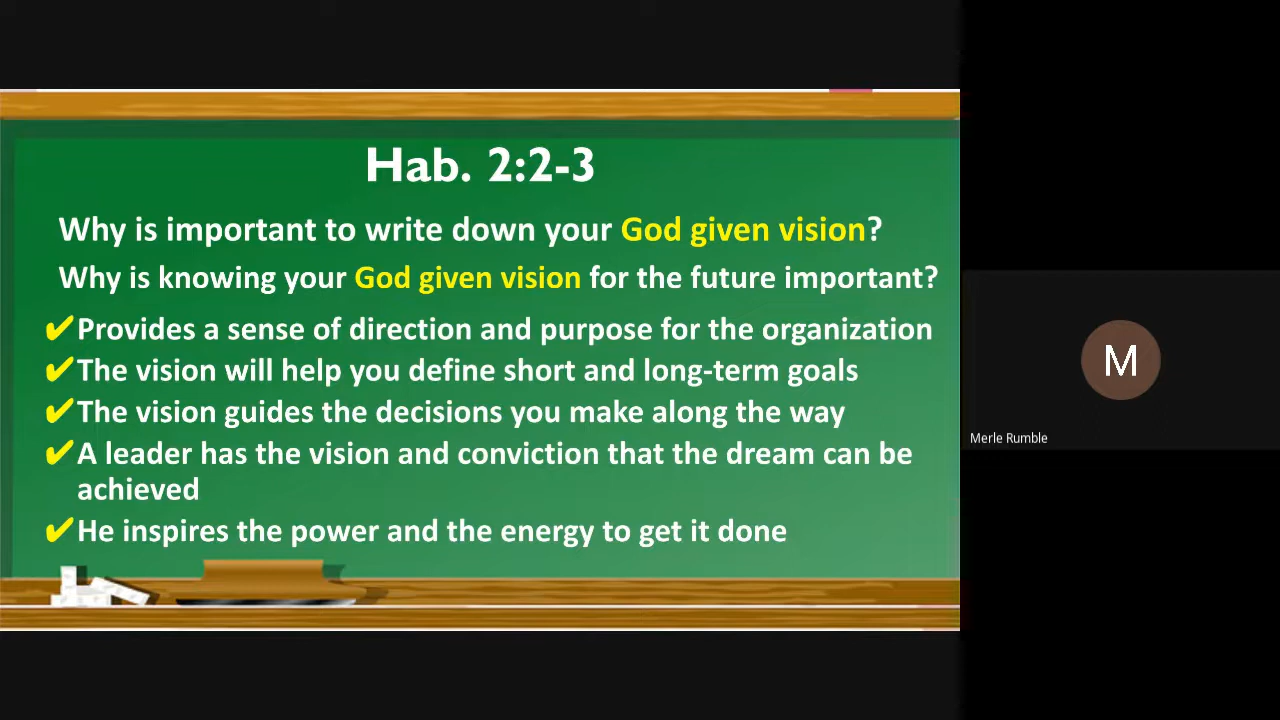 Hab. 2:2-3
Why is important to write down your God given vision?
Why is knowing your God given vision for the future important?
✔Provides a sense of direction and purpose for the organization
✔The vision will help you define short and long-term goals
✔The vision guides the decisions you make along the way
✔A leader has the vision and conviction that the dream can be
achieved
✔He inspires the power and the energy to get it done
M
Merle Rumble